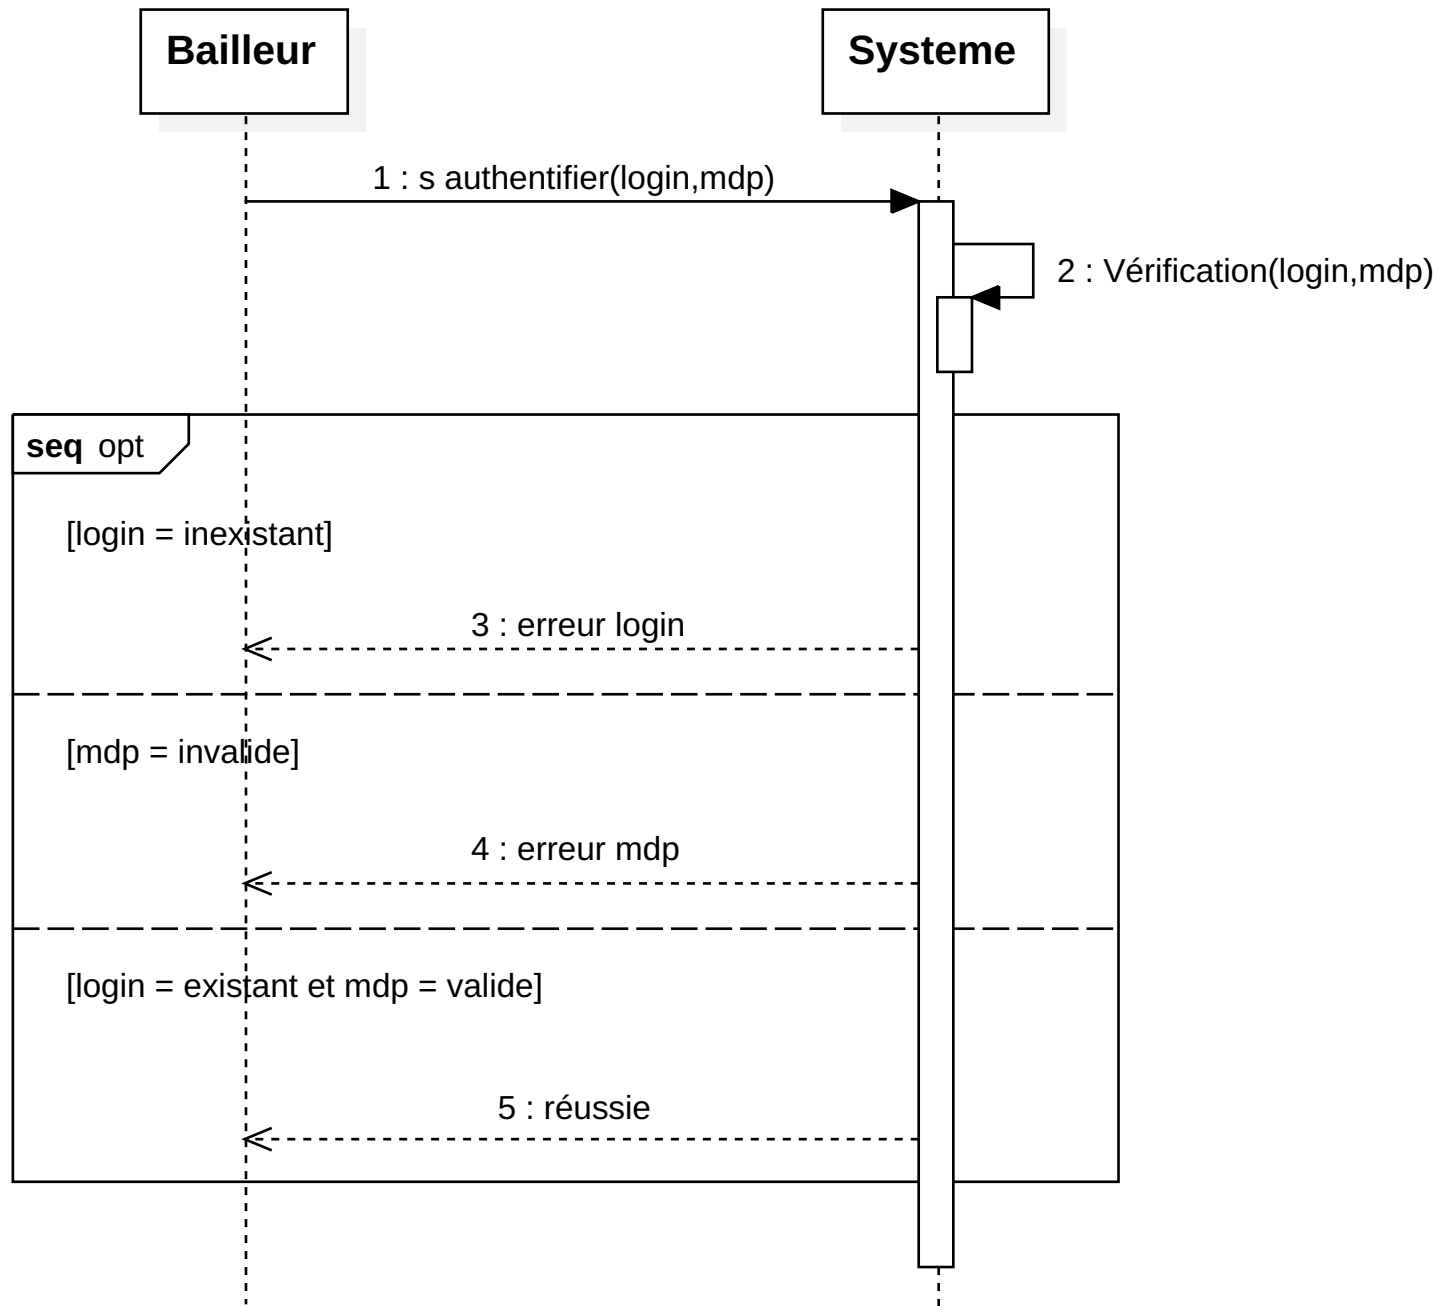 Bailleur
Systeme
1 : s authentifier(login,mdp)
2 : Vérification(login,mdp)
seq opt
[login = inexistant]
3 : erreur login
[mdp = invalide]
4 : erreur mdp
[login = existant et mdp = valide]
5 : réussie